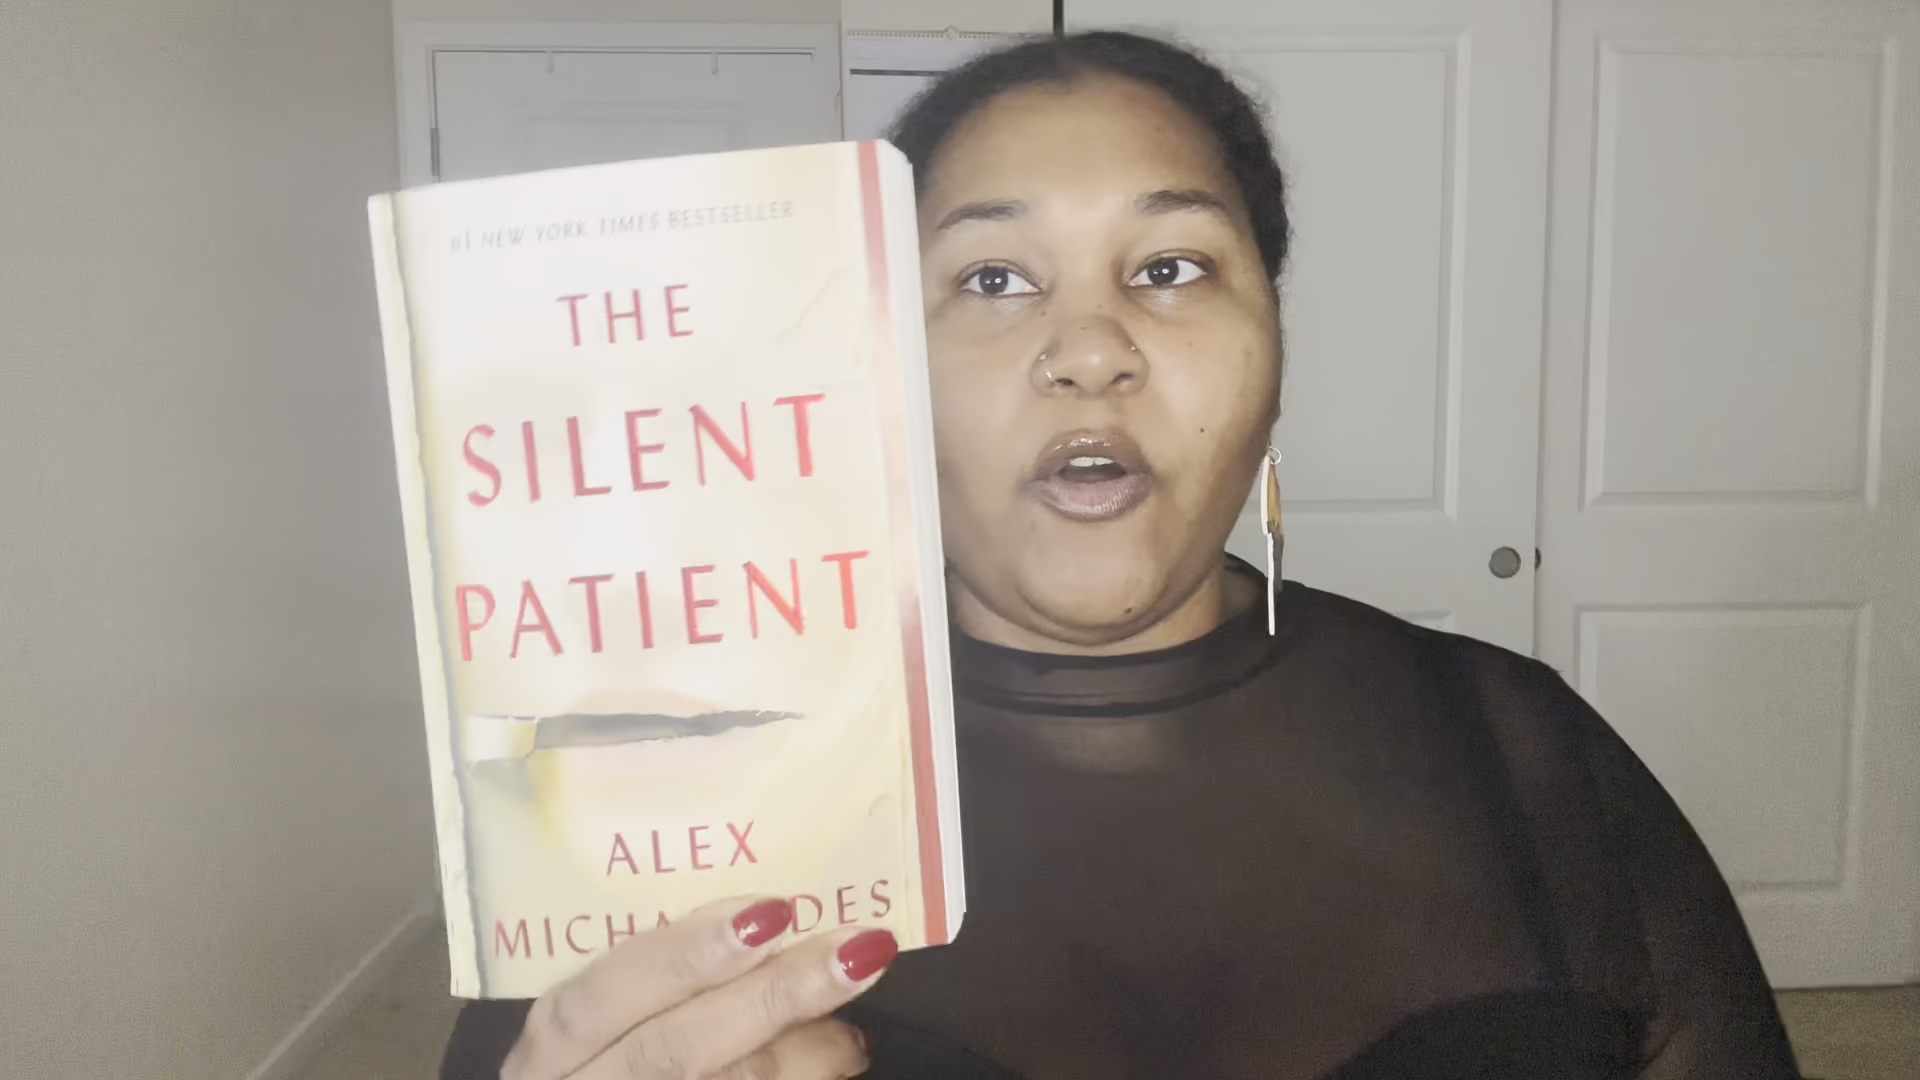 #1 NEW YORK TIMES BESTSELLER
THE
SILENT
PATIENT
ALEX